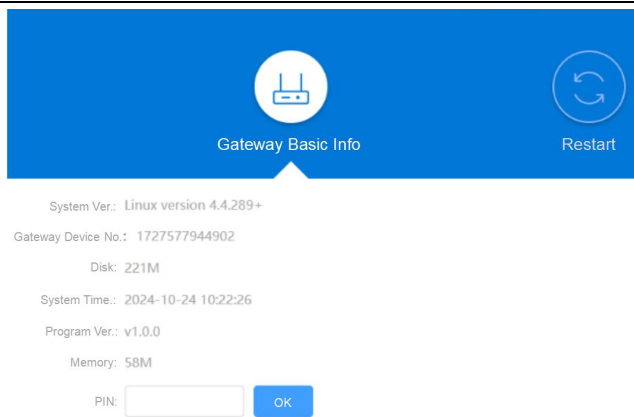 Gateway Basic Info
Restart
System Ver.: Linux version 4.4.289+
Gateway Device No.: 1727577944902
Disk: 221M
System Time.: 2024-10-24 10:22:26
Program Ver.: v1.0.0
Memory: 58M
PIN:
OK